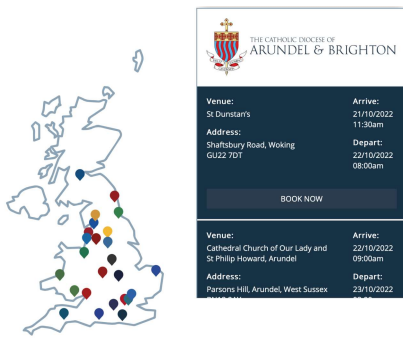 THE CATHOLIC DIOCESE OF
ARUNDEL & BRIGHTON
Venue:
St Dunstan's
Address:
Shaftsbury Road, Woking
GU22 7DT
Arrive:
21/10/2022
11:30am
Depart:
22/10/2022
08:00am
BOOK NOW
Venue:
Cathedral Church of Our Lady and
St Philip Howard, Arundel
Address:
Parsons Hill, Arundel, West Sussex
Arrive:
22/10/2022
09:00am
Depart:
23/10/2022